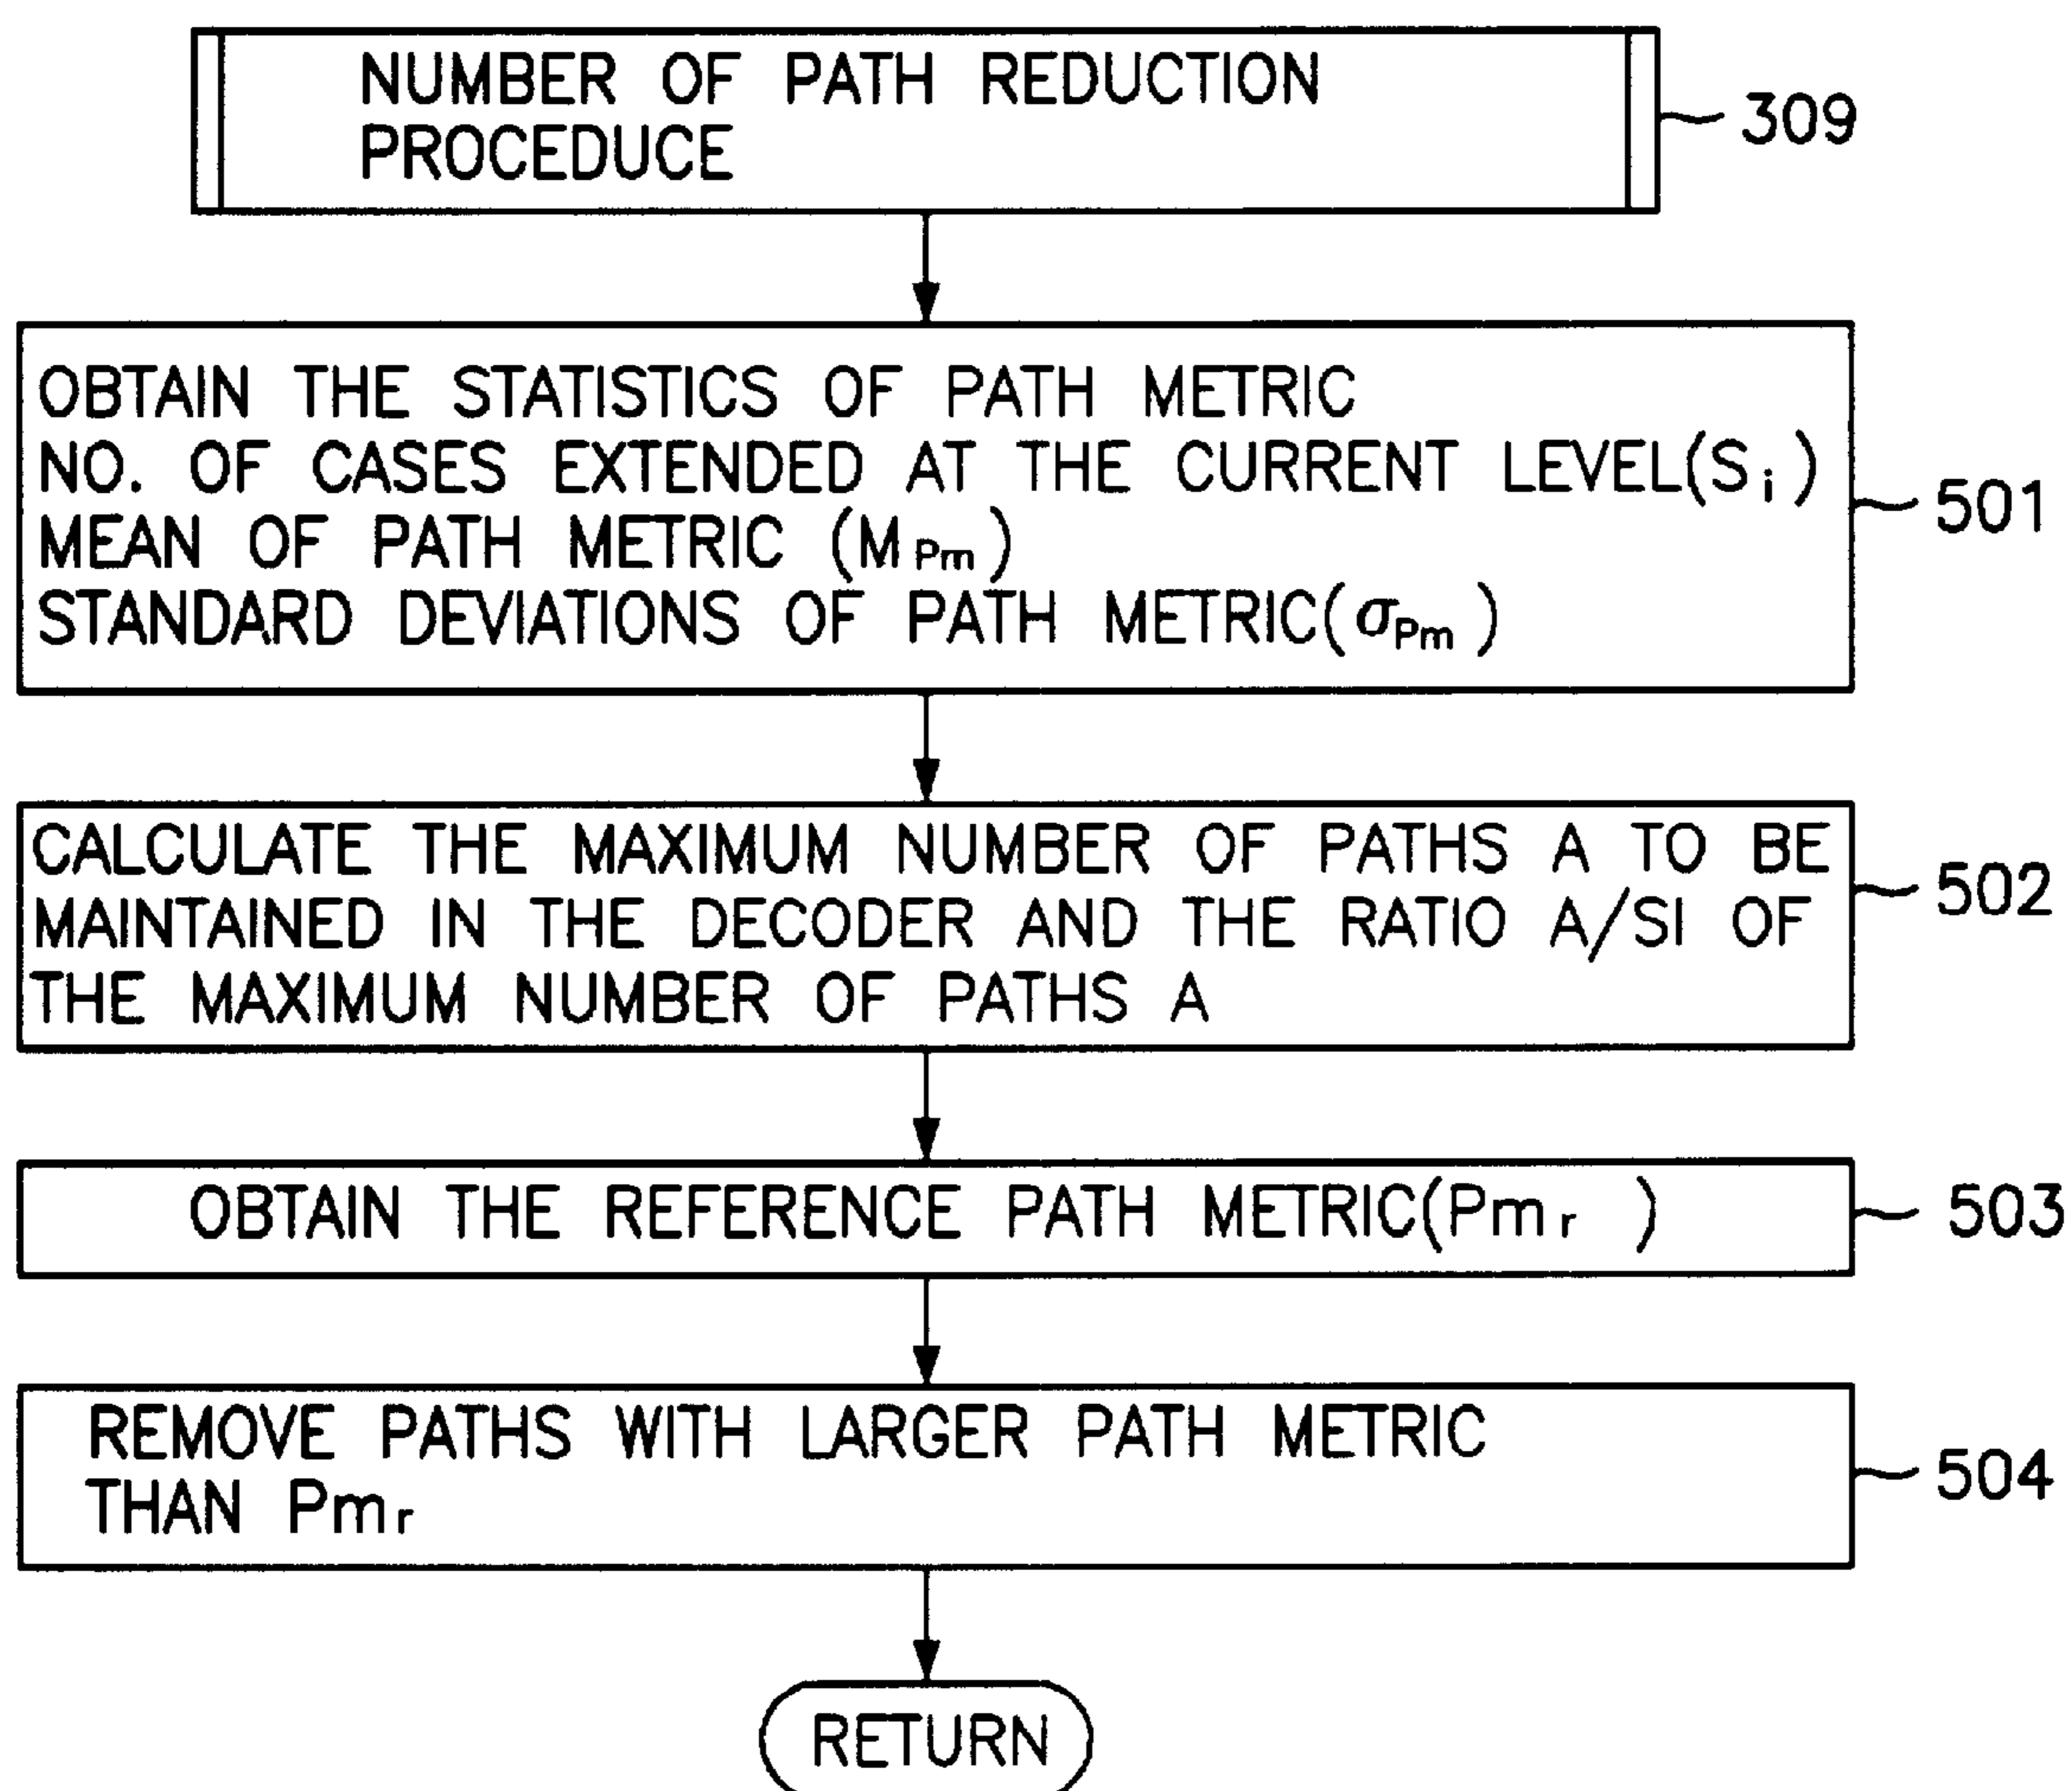 NUMBER OF PATH REDUCTION
PROCEDUCE
309
OBTAIN THE STATISTICS OF PATH METRIC
NO. OF CASES EXTENDED AT THE CURRENT LEVEL(Si)
MEAN OF PATH METRIC (MPm)
STANDARD DEVIATIONS OF PATH METRIC(σPm)
501
CALCULATE THE MAXIMUM NUMBER OF PATHS A TO BE
MAINTAINED IN THE DECODER AND THE RATIO A/SI OF
THE MAXIMUM NUMBER OF PATHS A
502
OBTAIN THE REFERENCE PATH METRIC(Pmr )
503
REMOVE PATHS WITH LARGER PATH METRIC
THAN Pmr
504
RETURN